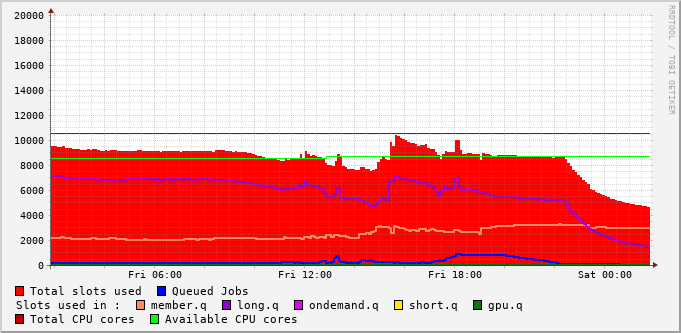 RRDTOOL / TOBI OETIKER
20000
18000
16000
14000
12000
10000
8000
6000
4000
2000
0
Fri 06:00 Fri 12:00 Fri 18:00 Sat 00:00
Total slots used Queued Jobs
Slots used in : member.q long.q ondemand.q short.q gpu.q
Total CPU cores Available CPU cores